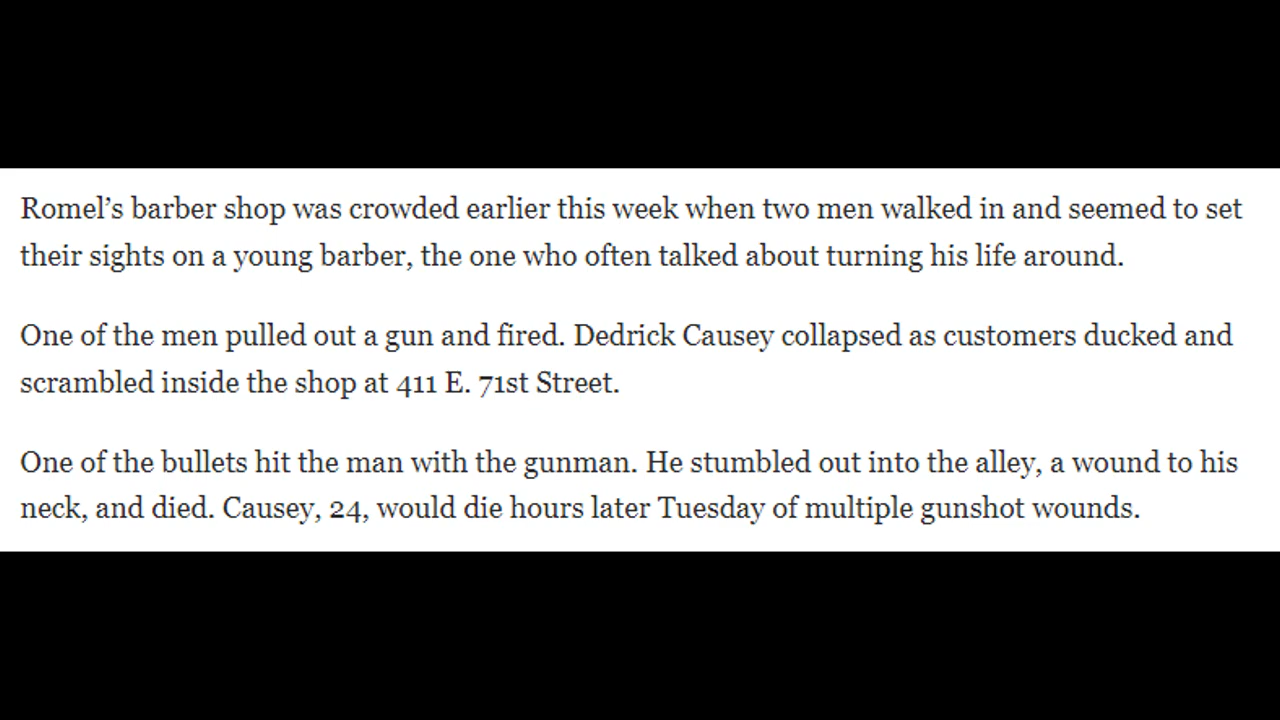 Romel’s barber shop was crowded earlier this week when two men walked in and seemed to set
their sights on a young barber, the one who often talked about turning his life around.
One of the men pulled out a gun and fired. Dedrick Causey collapsed as customers ducked and
scrambled inside the shop at 411 E. 71st Street.
One of the bullets hit the man with the gunman. He stumbled out into the alley, a wound to his
neck, and died. Causey, 24, would die hours later Tuesday of multiple gunshot wounds.